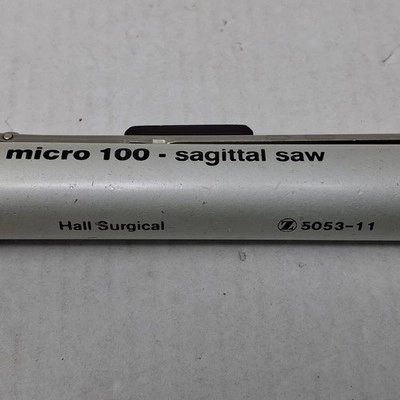 micro 100 - sagittal saw
Hall Surgical
Z 5053-11